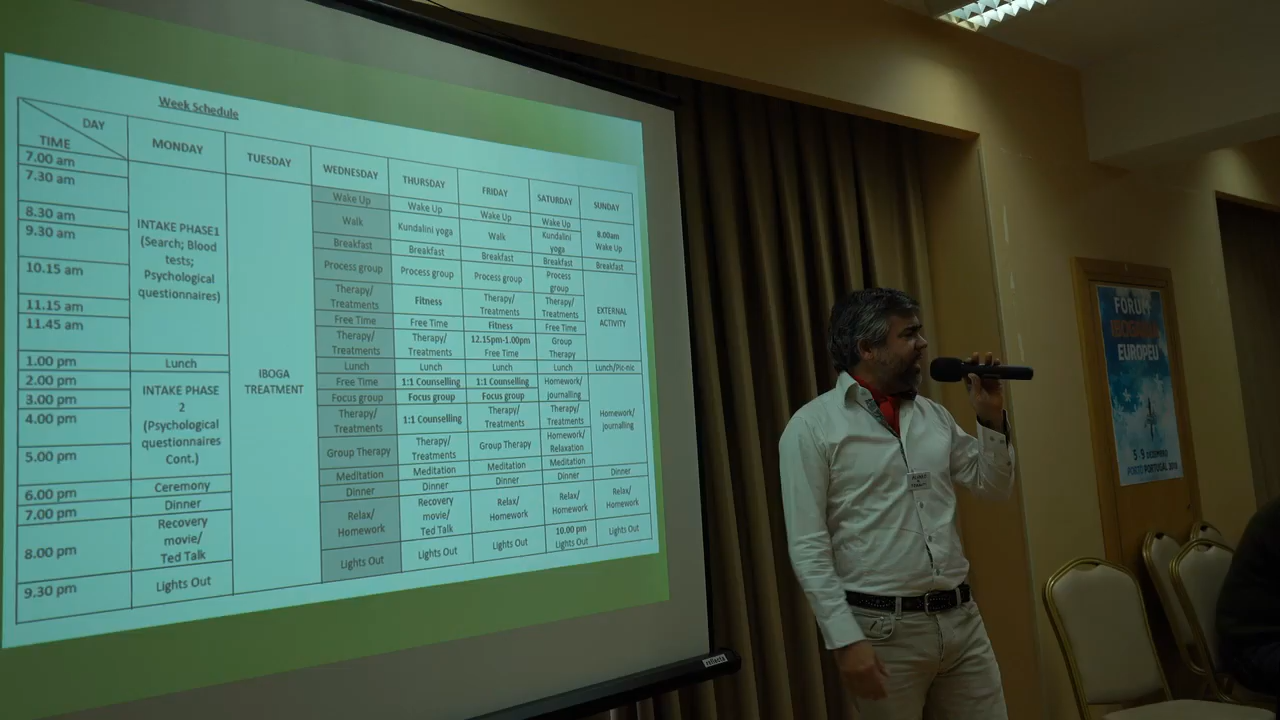 Week Schedule
DAY
TIME
MONDAY
TUESDAY
WEDNESDAY
THURSDAY
FRIDAY
SATURDAY
SUNDAY
7.00 am
7.30 am
8.30 am
9.30 am
10.15 am
11.15 am
11.45 am
1.00 pm
2.00 pm
3.00 pm
4.00 pm
5.00 pm
6.00 pm
7.00 pm
8.00 pm
9.30 pm
INTAKE PHASE1
(Search; Blood
tests;
Psychological
questionnaires)
Lunch
INTAKE PHASE
2
(Psychological
questionnaires
Cont.)
Ceremony
Dinner
Recovery
movie/
Ted Talk
Lights Out
IBOGA
TREATMENT
Wake Up
Walk
Breakfast
Process group
Therapy/
Treatments
Free Time
Therapy/
Treatments
Lunch
Free Time
Focus group
Therapy/
Treatments
Group Therapy
Meditation
Dinner
Relax/
Homework
Lights Out
Wake Up
Kundalini yoga
Breakfast
Process group
Fitness
Free Time
Therapy/
Treatments
Lunch
1:1 Counselling
Focus group
1:1 Counselling
Therapy/
Treatments
Meditation
Dinner
Recovery
movie/
Ted Talk
Lights Out
Wake Up
Walk
Breakfast
Process group
Therapy/
Treatments
Fitness
12.15pm-1.00pm
Free Time
Lunch
1:1 Counselling
Focus group
Therapy/
Treatments
Group Therapy
Meditation
Dinner
Relax/
Homework
Lights Out
Wake Up
Kundalini
yoga
Breakfast
Process
group
Therapy/
Treatments
Free Time
Group
Therapy
Lunch
Homework/
journalling
Therapy/
Treatments
Homework/
Relaxation
Meditation
Dinner
Relax/
Homework
10.00 pm
Lights Out
8.00am
Wake Up
Breakfast
EXTERNAL
ACTIVITY
Lunch/Pic-nic
Homework/
journalling
Dinner
Relax/
Homework
Lights Out
FORUM
IBOGAINA
EUROPEU
PORTO PORTUGAL